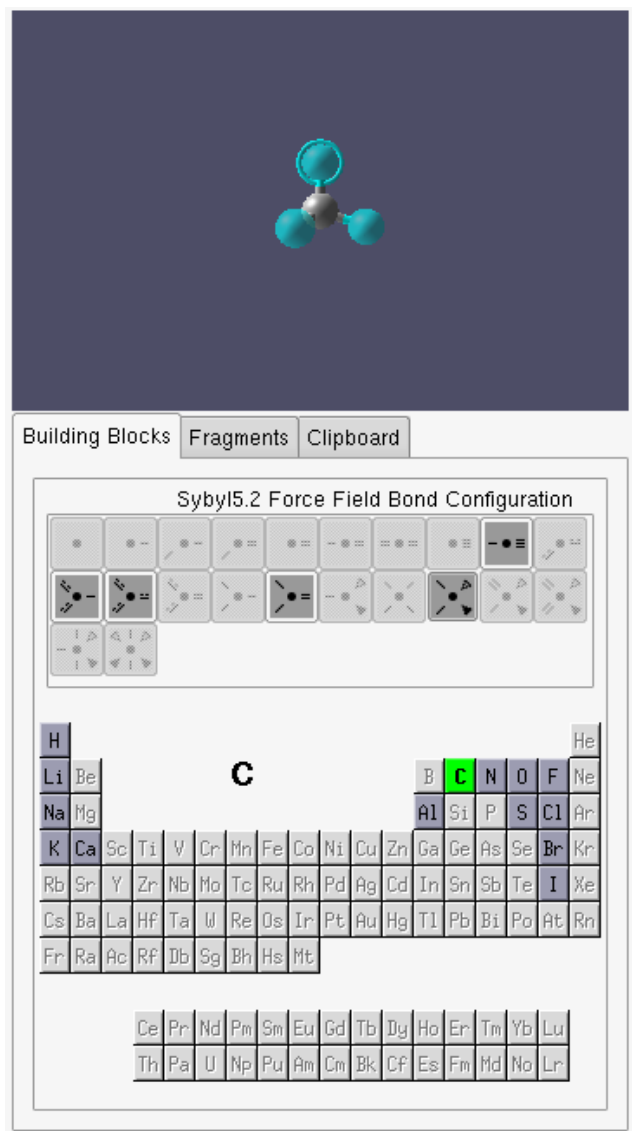 Building Blocks Fragments Clipboard
Sybyl5.2 Force Field Bond Configuration
H He
Li Be C B C N O F Ne
Na Mg Al Si P S Cl Ar
K Ca Sc Ti V Cr Mn Fe Co Ni Cu Zn Ga Ge As Se Br Kr
Rb Sr Y Zr Nb Mo Tc Ru Rh Pd Ag Cd In Sn Sb Te I Xe
Cs Ba La Hf Ta W Re Os Ir Pt Au Hg Tl Pb Bi Po At Rn
Fr Ra Ac Rf Db Sg Bh Hs Mt
Ce Pr Nd Pm Sm Eu Gd Tb Dy Ho Er Tm Yb Lu
Th Pa U Np Pu Am Cm Bk Cf Es Fm Md No Lr